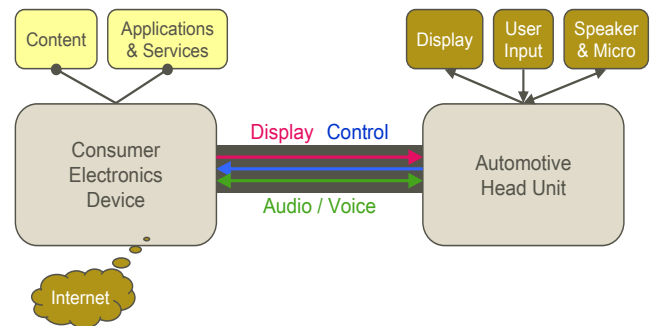 Content
Applications
& Services
Display
User
Input
Speaker
& Micro
Display Control
Consumer
Electronics
Device
Automotive
Head Unit
Audio / Voice
Internet